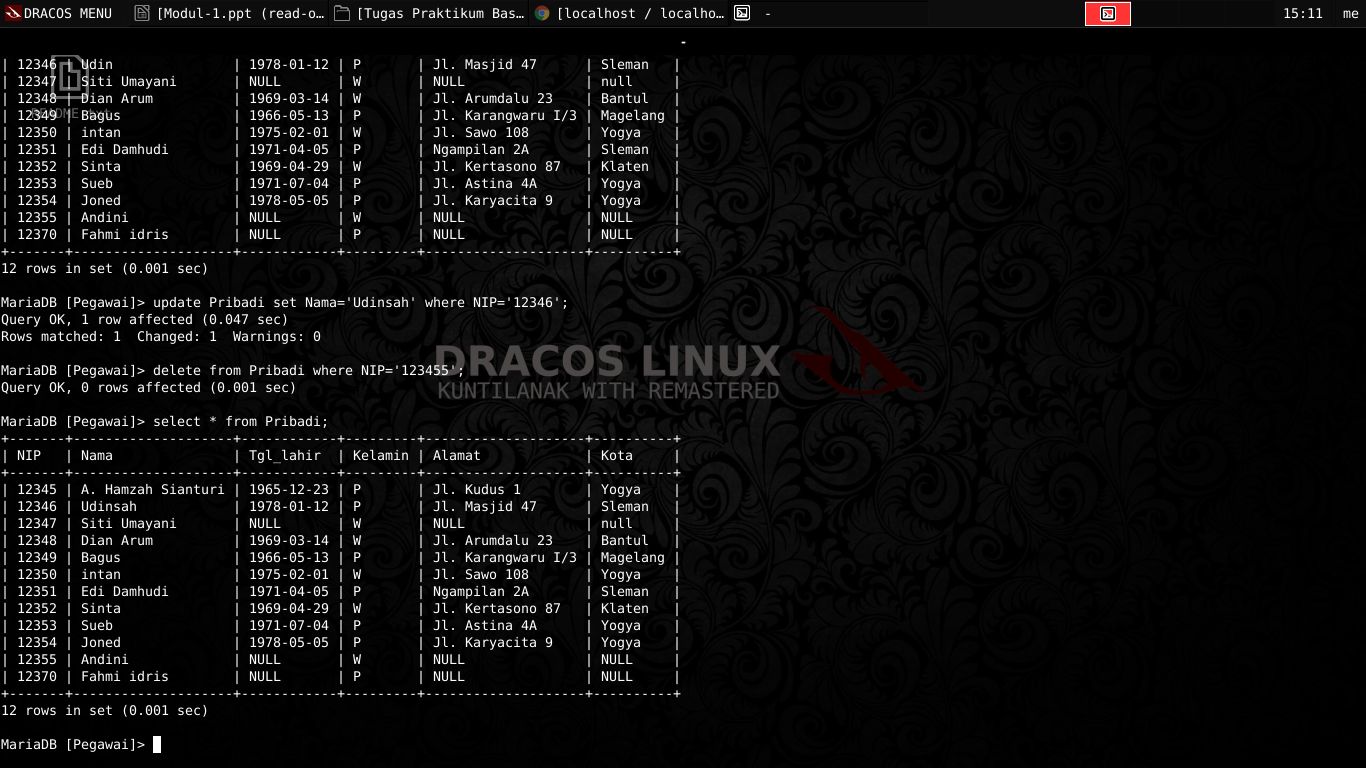 DRACOS MENU [Modul-1.ppt (read-o... [Tugas Praktikum Bas... [localhost / localho... - 15:11 me
-
| 12346 | Udin               | 1978-01-12 | P       | Jl. Masjid 47      | Sleman   |
| 12347 | Siti Umayani       | NULL       | W       | NULL               | null     |
| 12348 | Dian Arum          | 1969-03-14 | W       | Jl. Arumdalu 23    | Bantul   |
| 12349 | Bagus              | 1966-05-13 | P       | Jl. Karangwaru I/3 | Magelang |
| 12350 | intan              | 1975-02-01 | W       | Jl. Sawo 108       | Yogya    |
| 12351 | Edi Damhudi        | 1971-04-05 | P       | Ngampilan 2A       | Sleman   |
| 12352 | Sinta              | 1969-04-29 | W       | Jl. Kertasono 87   | Klaten   |
| 12353 | Sueb               | 1971-07-04 | P       | Jl. Astina 4A      | Yogya    |
| 12354 | Joned              | 1978-05-05 | P       | Jl. Karyacita 9    | Yogya    |
| 12355 | Andini             | NULL       | W       | NULL               | NULL     |
| 12370 | Fahmi idris        | NULL       | P       | NULL               | NULL     |
+-------+--------------------+------------+---------+--------------------+----------+
12 rows in set (0.001 sec)
MariaDB [Pegawai]> update Pribadi set Nama='Udinsah' where NIP='12346';
Query OK, 1 row affected (0.047 sec)
Rows matched: 1  Changed: 1  Warnings: 0
MariaDB [Pegawai]> delete from Pribadi where NIP='123455';
Query OK, 0 rows affected (0.001 sec)
MariaDB [Pegawai]> select * from Pribadi;
+-------+--------------------+------------+---------+--------------------+----------+
| NIP   | Nama               | Tgl_lahir  | Kelamin | Alamat             | Kota     |
+-------+--------------------+------------+---------+--------------------+----------+
| 12345 | A. Hamzah Sianturi | 1965-12-23 | P       | Jl. Kudus 1        | Yogya    |
| 12346 | Udinsah            | 1978-01-12 | P       | Jl. Masjid 47      | Sleman   |
| 12347 | Siti Umayani       | NULL       | W       | NULL               | null     |
| 12348 | Dian Arum          | 1969-03-14 | W       | Jl. Arumdalu 23    | Bantul   |
| 12349 | Bagus              | 1966-05-13 | P       | Jl. Karangwaru I/3 | Magelang |
| 12350 | intan              | 1975-02-01 | W       | Jl. Sawo 108       | Yogya    |
| 12351 | Edi Damhudi        | 1971-04-05 | P       | Ngampilan 2A       | Sleman   |
| 12352 | Sinta              | 1969-04-29 | W       | Jl. Kertasono 87   | Klaten   |
| 12353 | Sueb               | 1971-07-04 | P       | Jl. Astina 4A      | Yogya    |
| 12354 | Joned              | 1978-05-05 | P       | Jl. Karyacita 9    | Yogya    |
| 12355 | Andini             | NULL       | W       | NULL               | NULL     |
| 12370 | Fahmi idris        | NULL       | P       | NULL               | NULL     |
+-------+--------------------+------------+---------+--------------------+----------+
12 rows in set (0.001 sec)
MariaDB [Pegawai]>
DRACOS LINUX
KUNTILANAK WITH REMASTERED